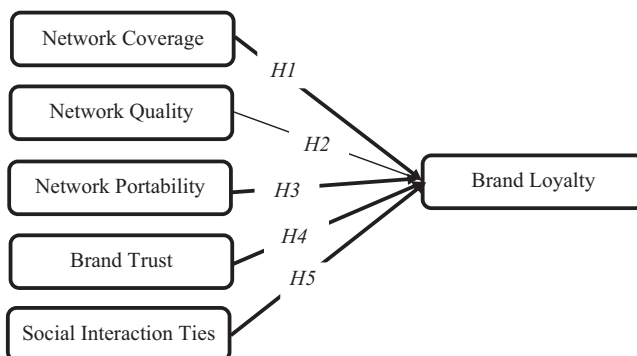 Network Coverage
H1
Network Quality
H2
Network Portability
H3
Brand Loyalty
Brand Trust
H4
H5
Social Interaction Ties